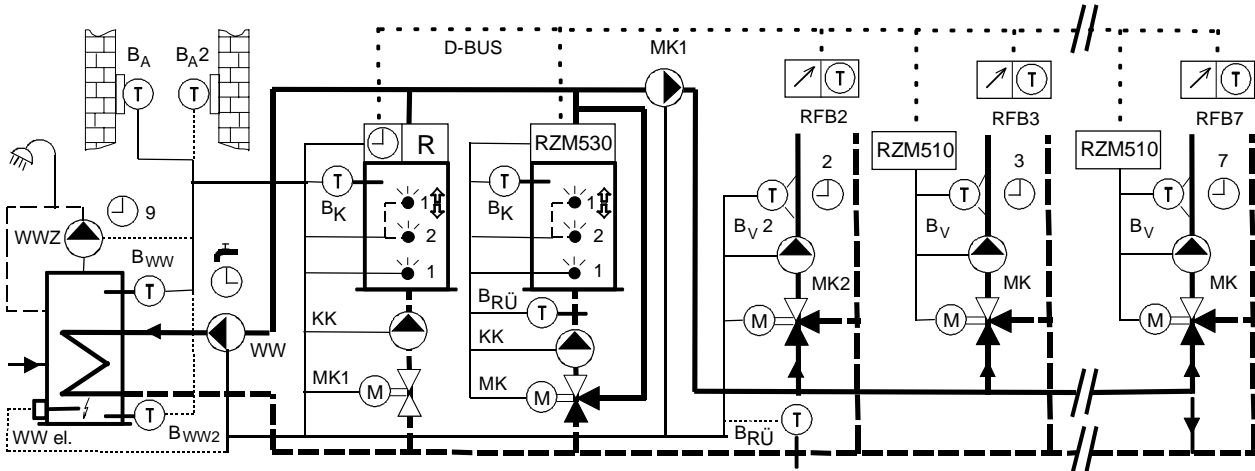 D-BUS
MK1
BA
BA2
T
T
T
T
T
RFB2
RFB3
RFB7
R
RZM530
RZM510
RZM510
T
BK
T
BK
1
2
1
1
2
1
9
WWZ
BWW
T
2
3
7
T
T
T
BV2
BV
BV
BRÜ
T
MK2
MK
MK
M
M
M
WW
KK
KK
MK1
M
MK
M
WW el.
T
BWW2
BRÜ
T